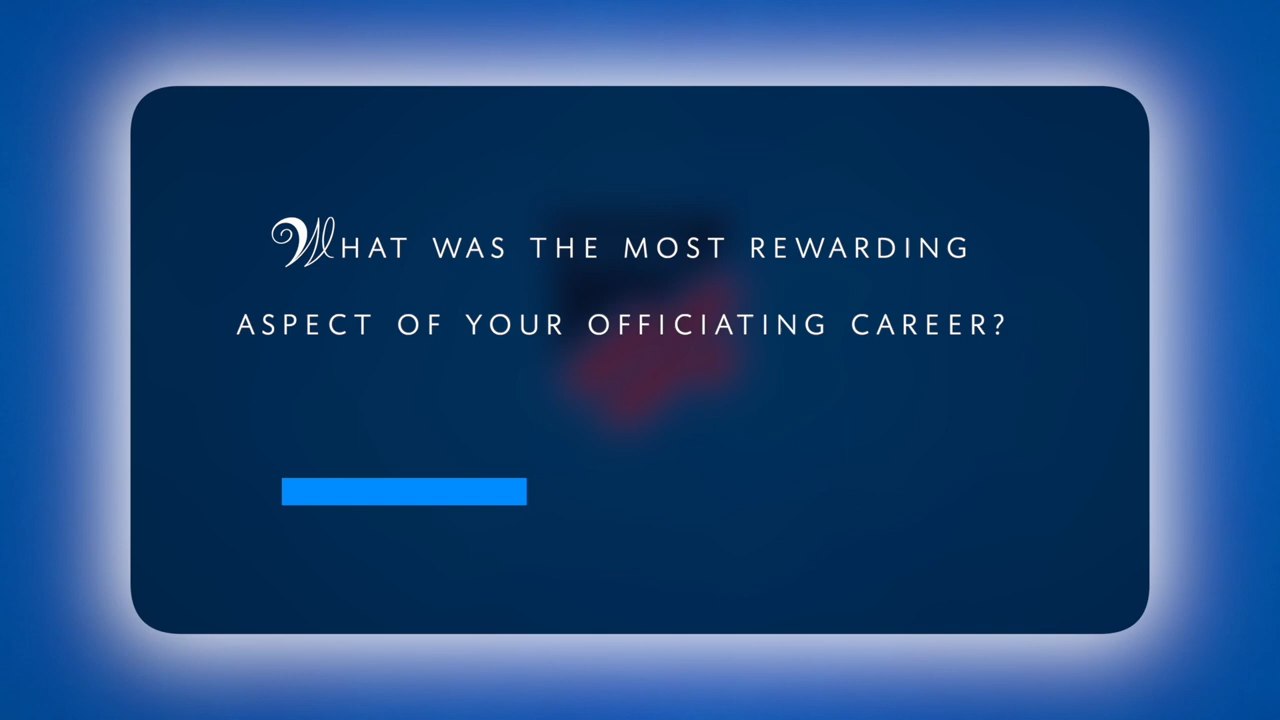 WHAT WAS THE MOST REWARDING
ASPECT OF YOUR OFFICIATING CAREER?